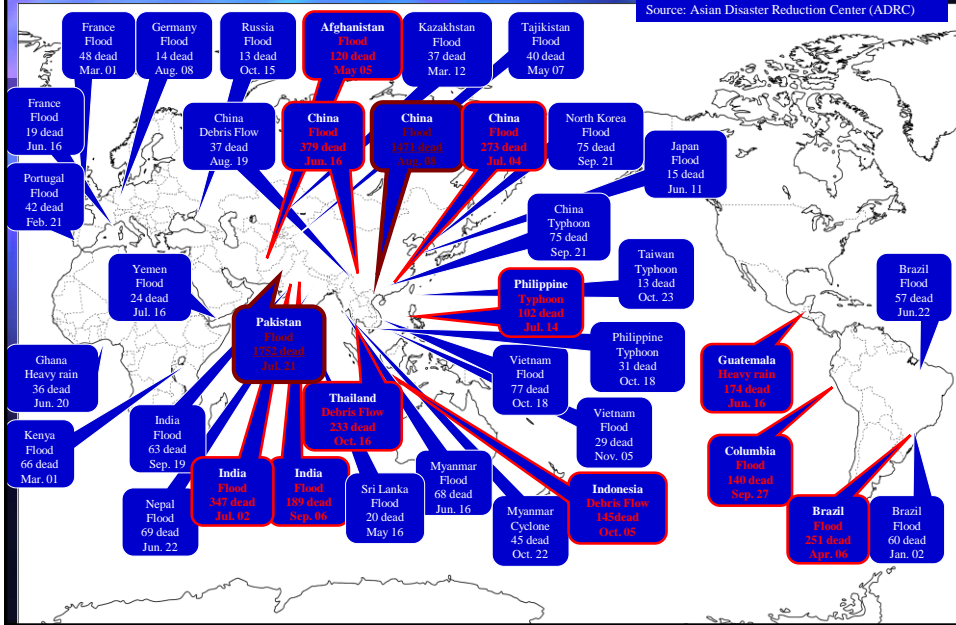 Source: Asian Disaster Reduction Center (ADRC)
France
Flood
48 dead
Mar. 01
Germany
Flood
14 dead
Aug. 08
Russia
Flood
13 dead
Oct. 15
Afghanistan
Flood
120 dead
May 05
Kazakhstan
Flood
37 dead
Mar. 12
Tajikistan
Flood
40 dead
May 07
France
Flood
19 dead
Jun. 16
China
Debris Flow
37 dead
Aug. 19
China
Flood
379 dead
Jun. 16
China
Flood
dead
Aug.
China
Flood
273 dead
Jul. 04
North Korea
Flood
75 dead
Sep. 21
Japan
Flood
15 dead
Jun. 11
Portugal
Flood
42 dead
Feb. 21
China
Typhoon
75 dead
Sep. 21
Taiwan
Typhoon
13 dead
Oct. 23
Yemen
Flood
24 dead
Jul. 16
Philippine
Typhoon
102 dead
Jul. 14
Brazil
Flood
57 dead
Jun.22
Pakistan
Flood
1752 dead
Jul. 21
Philippine
Typhoon
31 dead
Oct. 18
Ghana
Heavy rain
36 dead
Jun. 20
Vietnam
Flood
77 dead
Oct. 18
Guatemala
Heavy rain
174 dead
Jun. 16
Thailand
Debris Flow
233 dead
Oct. 16
Vietnam
Flood
29 dead
Nov. 05
Kenya
Flood
66 dead
Mar. 01
India
Flood
63 dead
Sep. 19
India
Flood
347 dead
Jul. 02
India
Flood
189 dead
Sep. 06
Sri Lanka
Flood
20 dead
May 16
Myanmar
Flood
68 dead
Jun. 16
Columbia
Flood
140 dead
Sep. 27
Nepal
Flood
69 dead
Jun. 22
Myanmar
Cyclone
45 dead
Oct. 22
Indonesia
Debris Flow
145dead
Oct. 05
Brazil
Flood
251 dead
Apr. 06
Brazil
Flood
60 dead
Jan. 02